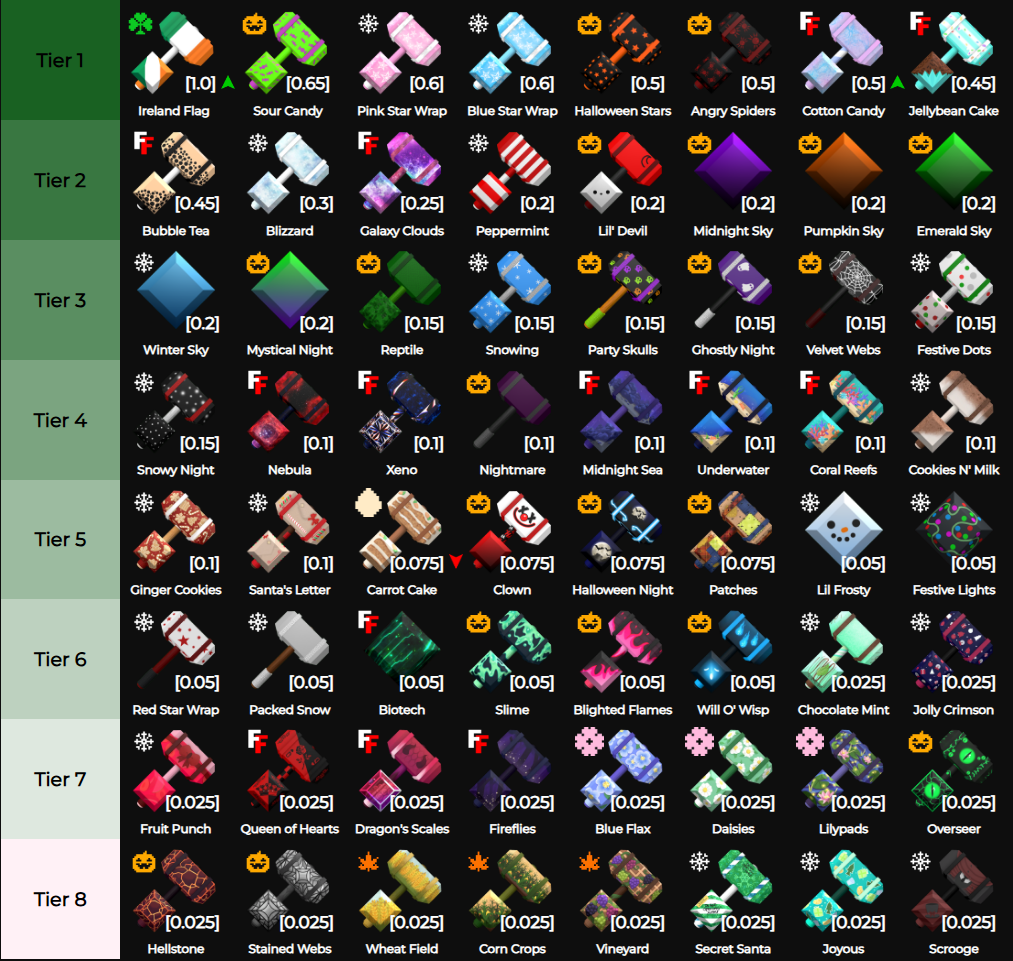 Tier 1
[1.0] [0.65] [0.6] [0.6] [0.5] [0.5] FF [0.5] FF [0.45]
Ireland Flag Sour Candy Pink Star Wrap Blue Star Wrap Halloween Stars Angry Spiders Cotton Candy Jellybean Cake
Tier 2
FF [0.45] [0.3] FF [0.25] [0.2] [0.2] [0.2] [0.2] [0.2]
Bubble Tea Blizzard Galaxy Clouds Peppermint Lil' Devil Midnight Sky Pumpkin Sky Emerald Sky
Tier 3
[0.2] [0.2] [0.15] [0.15] [0.15] [0.15] [0.15] [0.15]
Winter Sky Mystical Night Reptile Snowing Party Skulls Ghostly Night Velvet Webs Festive Dots
Tier 4
[0.15] FF [0.1] FF [0.1] [0.1] FF [0.1] FF [0.1] FF [0.1] [0.1]
Snowy Night Nebula Xeno Nightmare Midnight Sea Underwater Coral Reefs Cookies N' Milk
Tier 5
[0.1] [0.1] [0.075] [0.075] [0.075] [0.075] [0.05] [0.05]
Ginger Cookies Santa's Letter Carrot Cake Clown Halloween Night Patches Lil Frosty Festive Lights
Tier 6
[0.05] [0.05] FF [0.05] [0.05] [0.05] [0.05] [0.025] [0.025]
Red Star Wrap Packed Snow Biotech Slime Blighted Flames Will O' Wisp Chocolate Mint Jolly Crimson
Tier 7
[0.025] FF [0.025] FF [0.025] FF [0.025] [0.025] [0.025] [0.025] [0.025]
Fruit Punch Queen of Hearts Dragon's Scales Fireflies Blue Flax Daisies Lilypads Overseer
Tier 8
[0.025] [0.025] [0.025] [0.025] [0.025] [0.025] [0.025] [0.025]
Hellstone Stained Webs Wheat Field Corn Crops Vineyard Secret Santa Joyous Scrooge